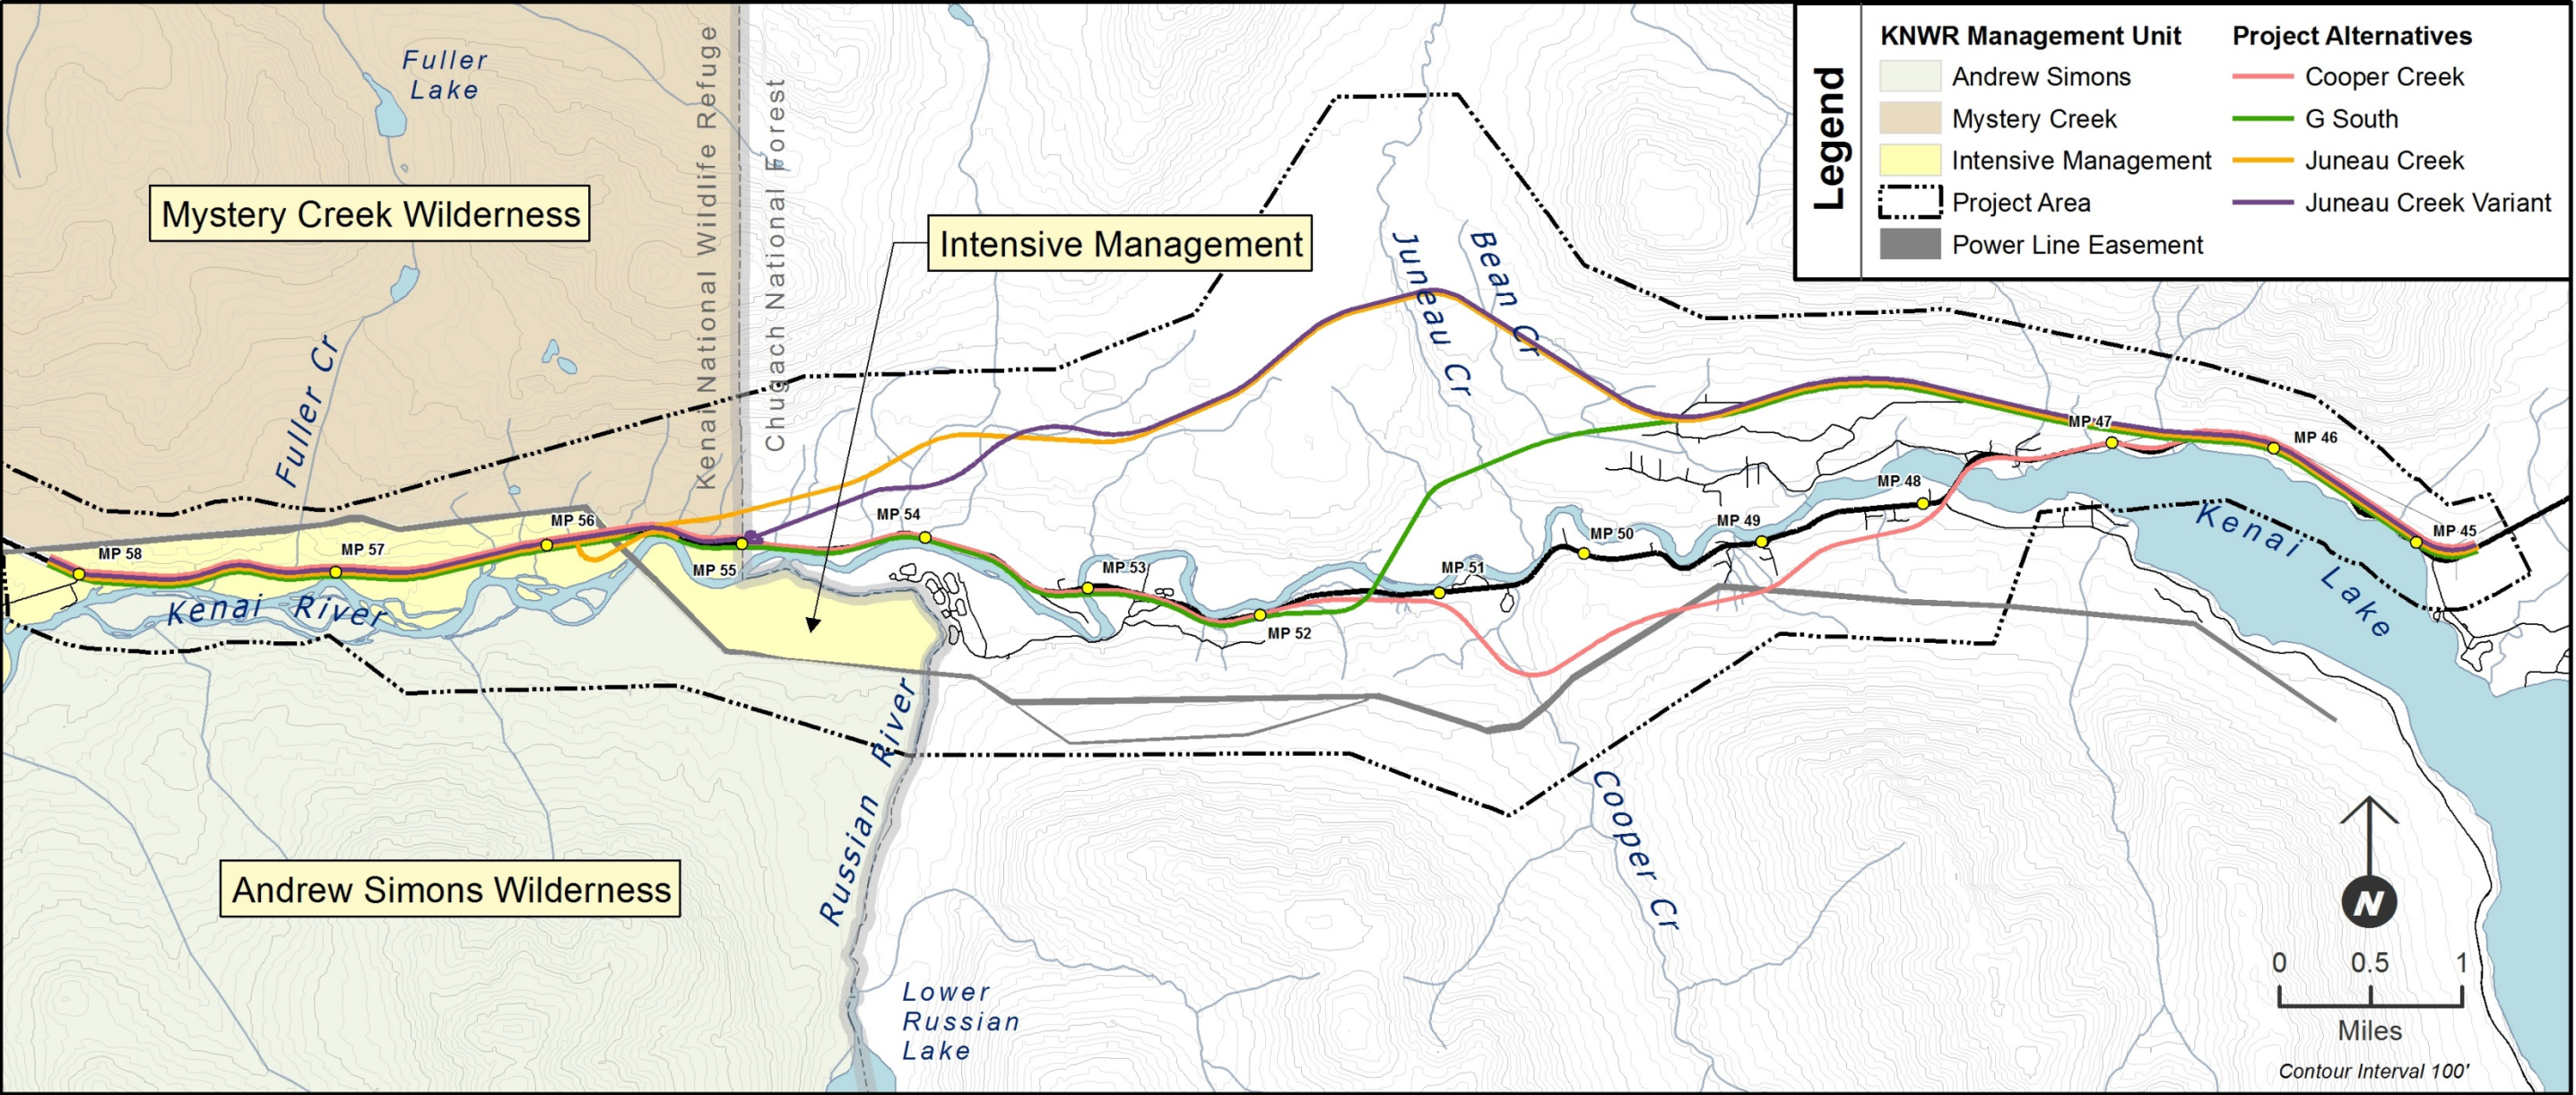 Legend
KNWR Management Unit
Andrew Simons
Mystery Creek
Intensive Management
Project Area
Power Line Easement
Project Alternatives
Cooper Creek
G South
Juneau Creek
Juneau Creek Variant
Fuller
Lake
Mystery Creek Wilderness
Kenai National Wildlife Refuge
Chugach National Forest
Intensive Management
Juneau Cr
Bean Cr
Fuller Cr
MP 58
MP 57
MP 56
MP 55
MP 54
MP 53
MP 52
MP 51
MP 50
MP 49
MP 48
MP 47
MP 46
MP 45
Kenai River
Kenai Lake
Russian River
Cooper Cr
Andrew Simons Wilderness
Lower
Russian
Lake
N
0 0.5 1
Miles
Contour Interval 100'